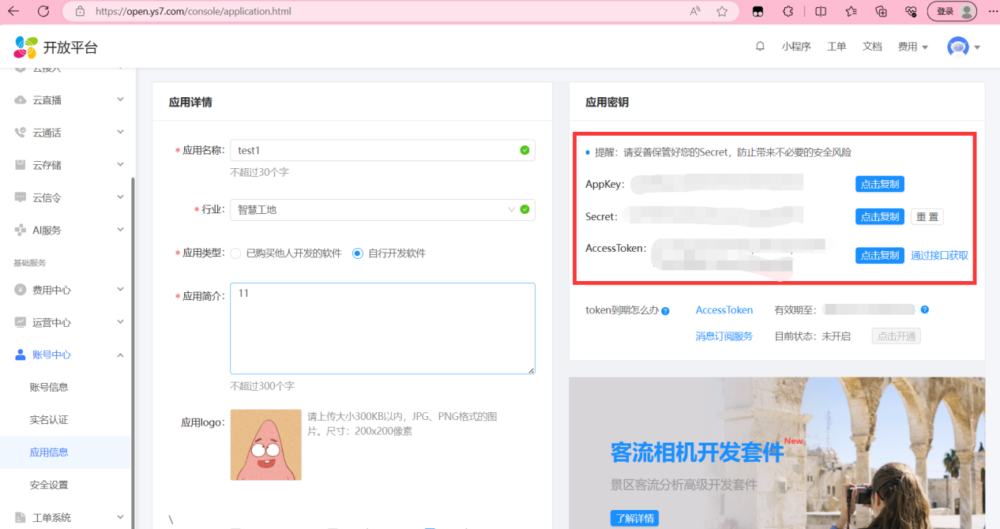 https://open.ys7.com/console/application.html
登录
开放平台
小程序
工单
文档
费用
云接入
云直播
云通话
云存储
云信令
AI服务
基础服务
费用中心
运营中心
账号中心
账号信息
实名认证
应用信息
安全设置
工单系统
应用详情
* 应用名称: test1
不超过30个字
* 行业: 智慧工地
* 应用类型: 已购买他人开发的软件 自行开发软件
* 应用简介: 11
不超过300个字
应用logo: 请上传大小300KB以内，JPG、PNG格式的图
片。尺寸：200x200像素
\
应用密钥
提醒：请妥善保管好您的Secret，防止带来不必要的安全风险
AppKey: 点击复制
Secret: 点击复制 重 置
AccessToken: 点击复制 通过接口获取
token到期怎么办 ? AccessToken 有效期至: ?
消息订阅服务 目前状态: 未开启 点击开通
客流相机开发套件 New
景区客流分析高级开发套件
了解详情